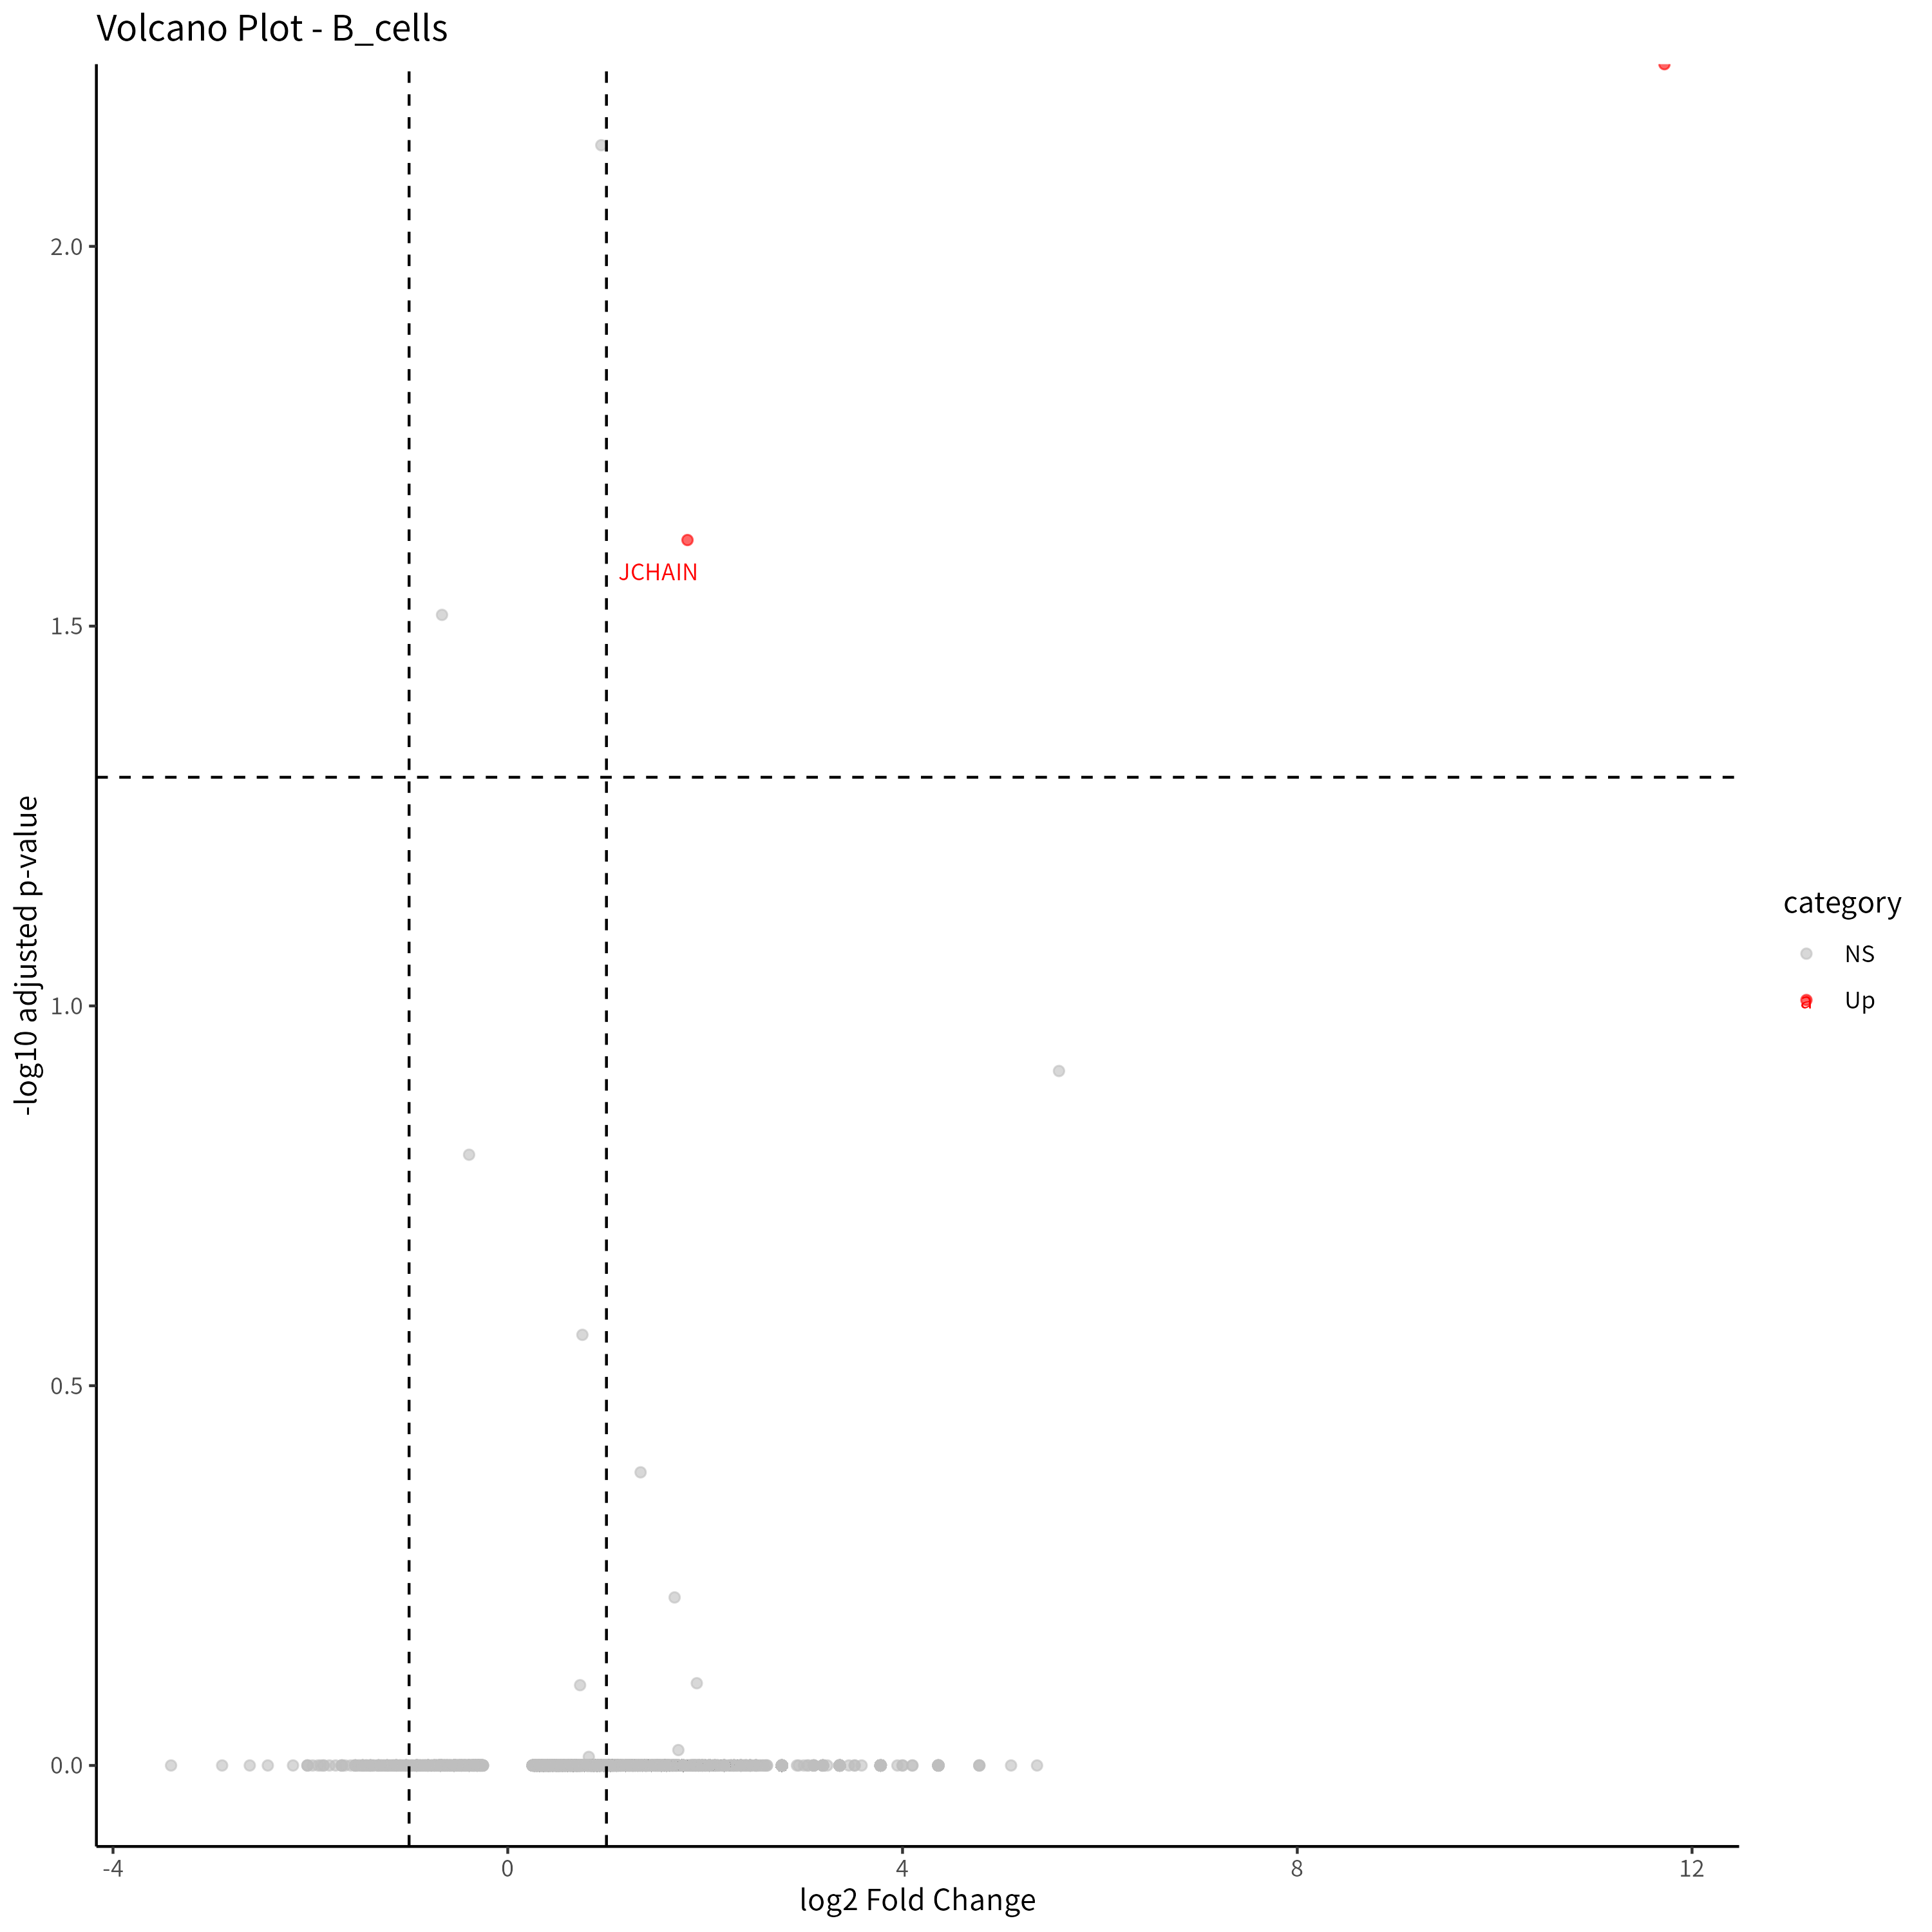 Volcano Plot - B_cells
2.0
1.5
1.0
0.5
0.0
-log10 adjusted p-value
JCHAIN
-4
0
4
8
12
log2 Fold Change
category
NS
a
Up